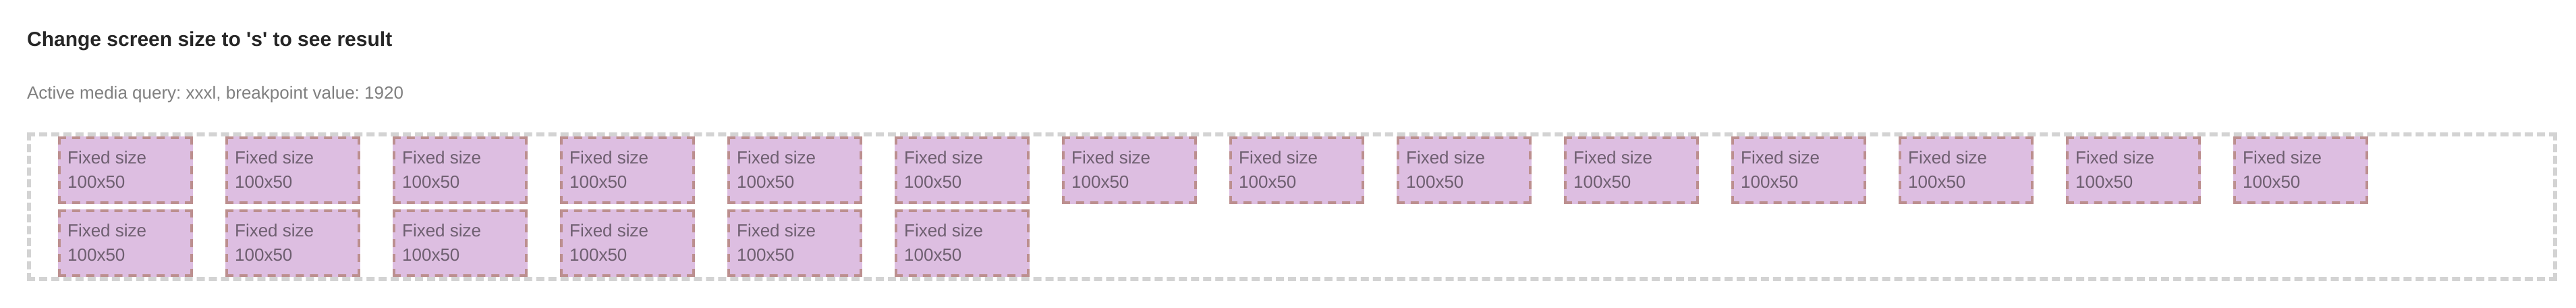 Change screen size to 's' to see result
Active media query: xxxl, breakpoint value: 1920
Fixed size Fixed size Fixed size Fixed size Fixed size Fixed size Fixed size Fixed size Fixed size Fixed size Fixed size Fixed size Fixed size Fixed size
100x50 100x50 100x50 100x50 100x50 100x50 100x50 100x50 100x50 100x50 100x50 100x50 100x50 100x50
Fixed size Fixed size Fixed size Fixed size Fixed size Fixed size
100x50 100x50 100x50 100x50 100x50 100x50